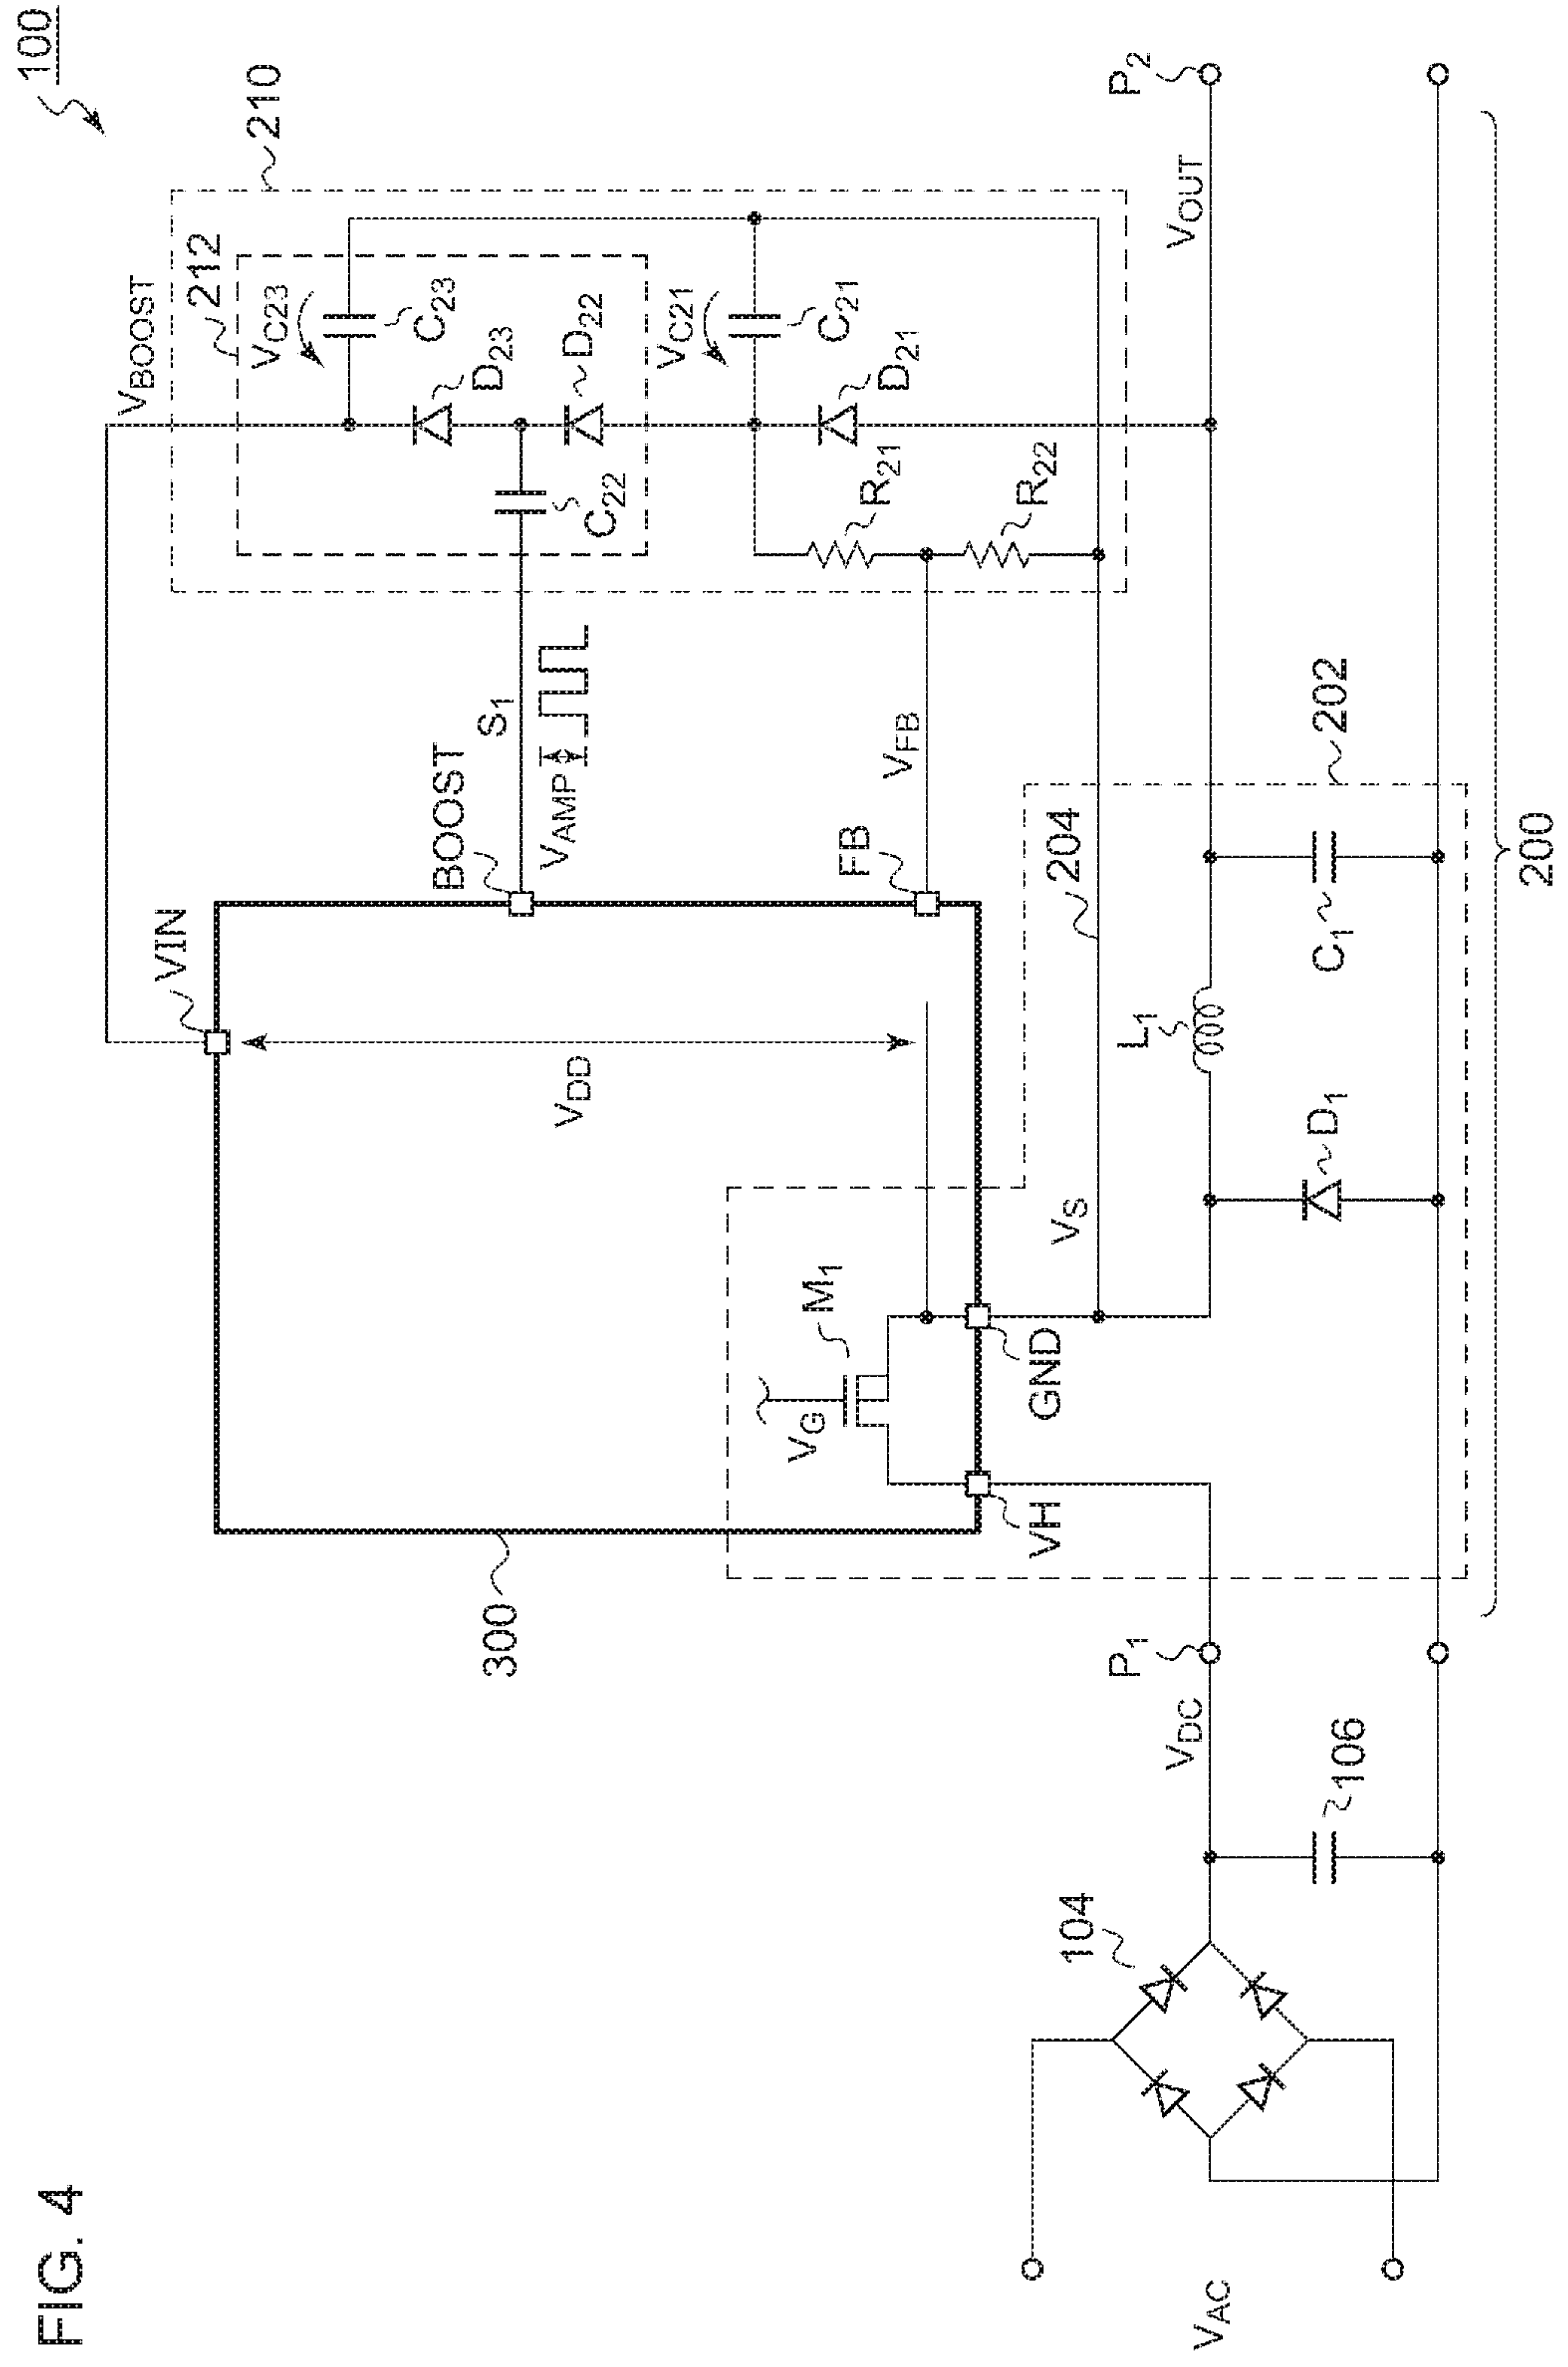 FIG. 4
100
210
212
VBOOST
VC23
C23
D23
D22
C22
VC21
C21
D21
R21
R22
P2
VOUT
VIN
BOOST
S1
VAMP
FB
VFB
204
202
VDD
300
VG
M1
VS
L1
C1
D1
VH
GND
200
P1
VDC
104
106
VAC